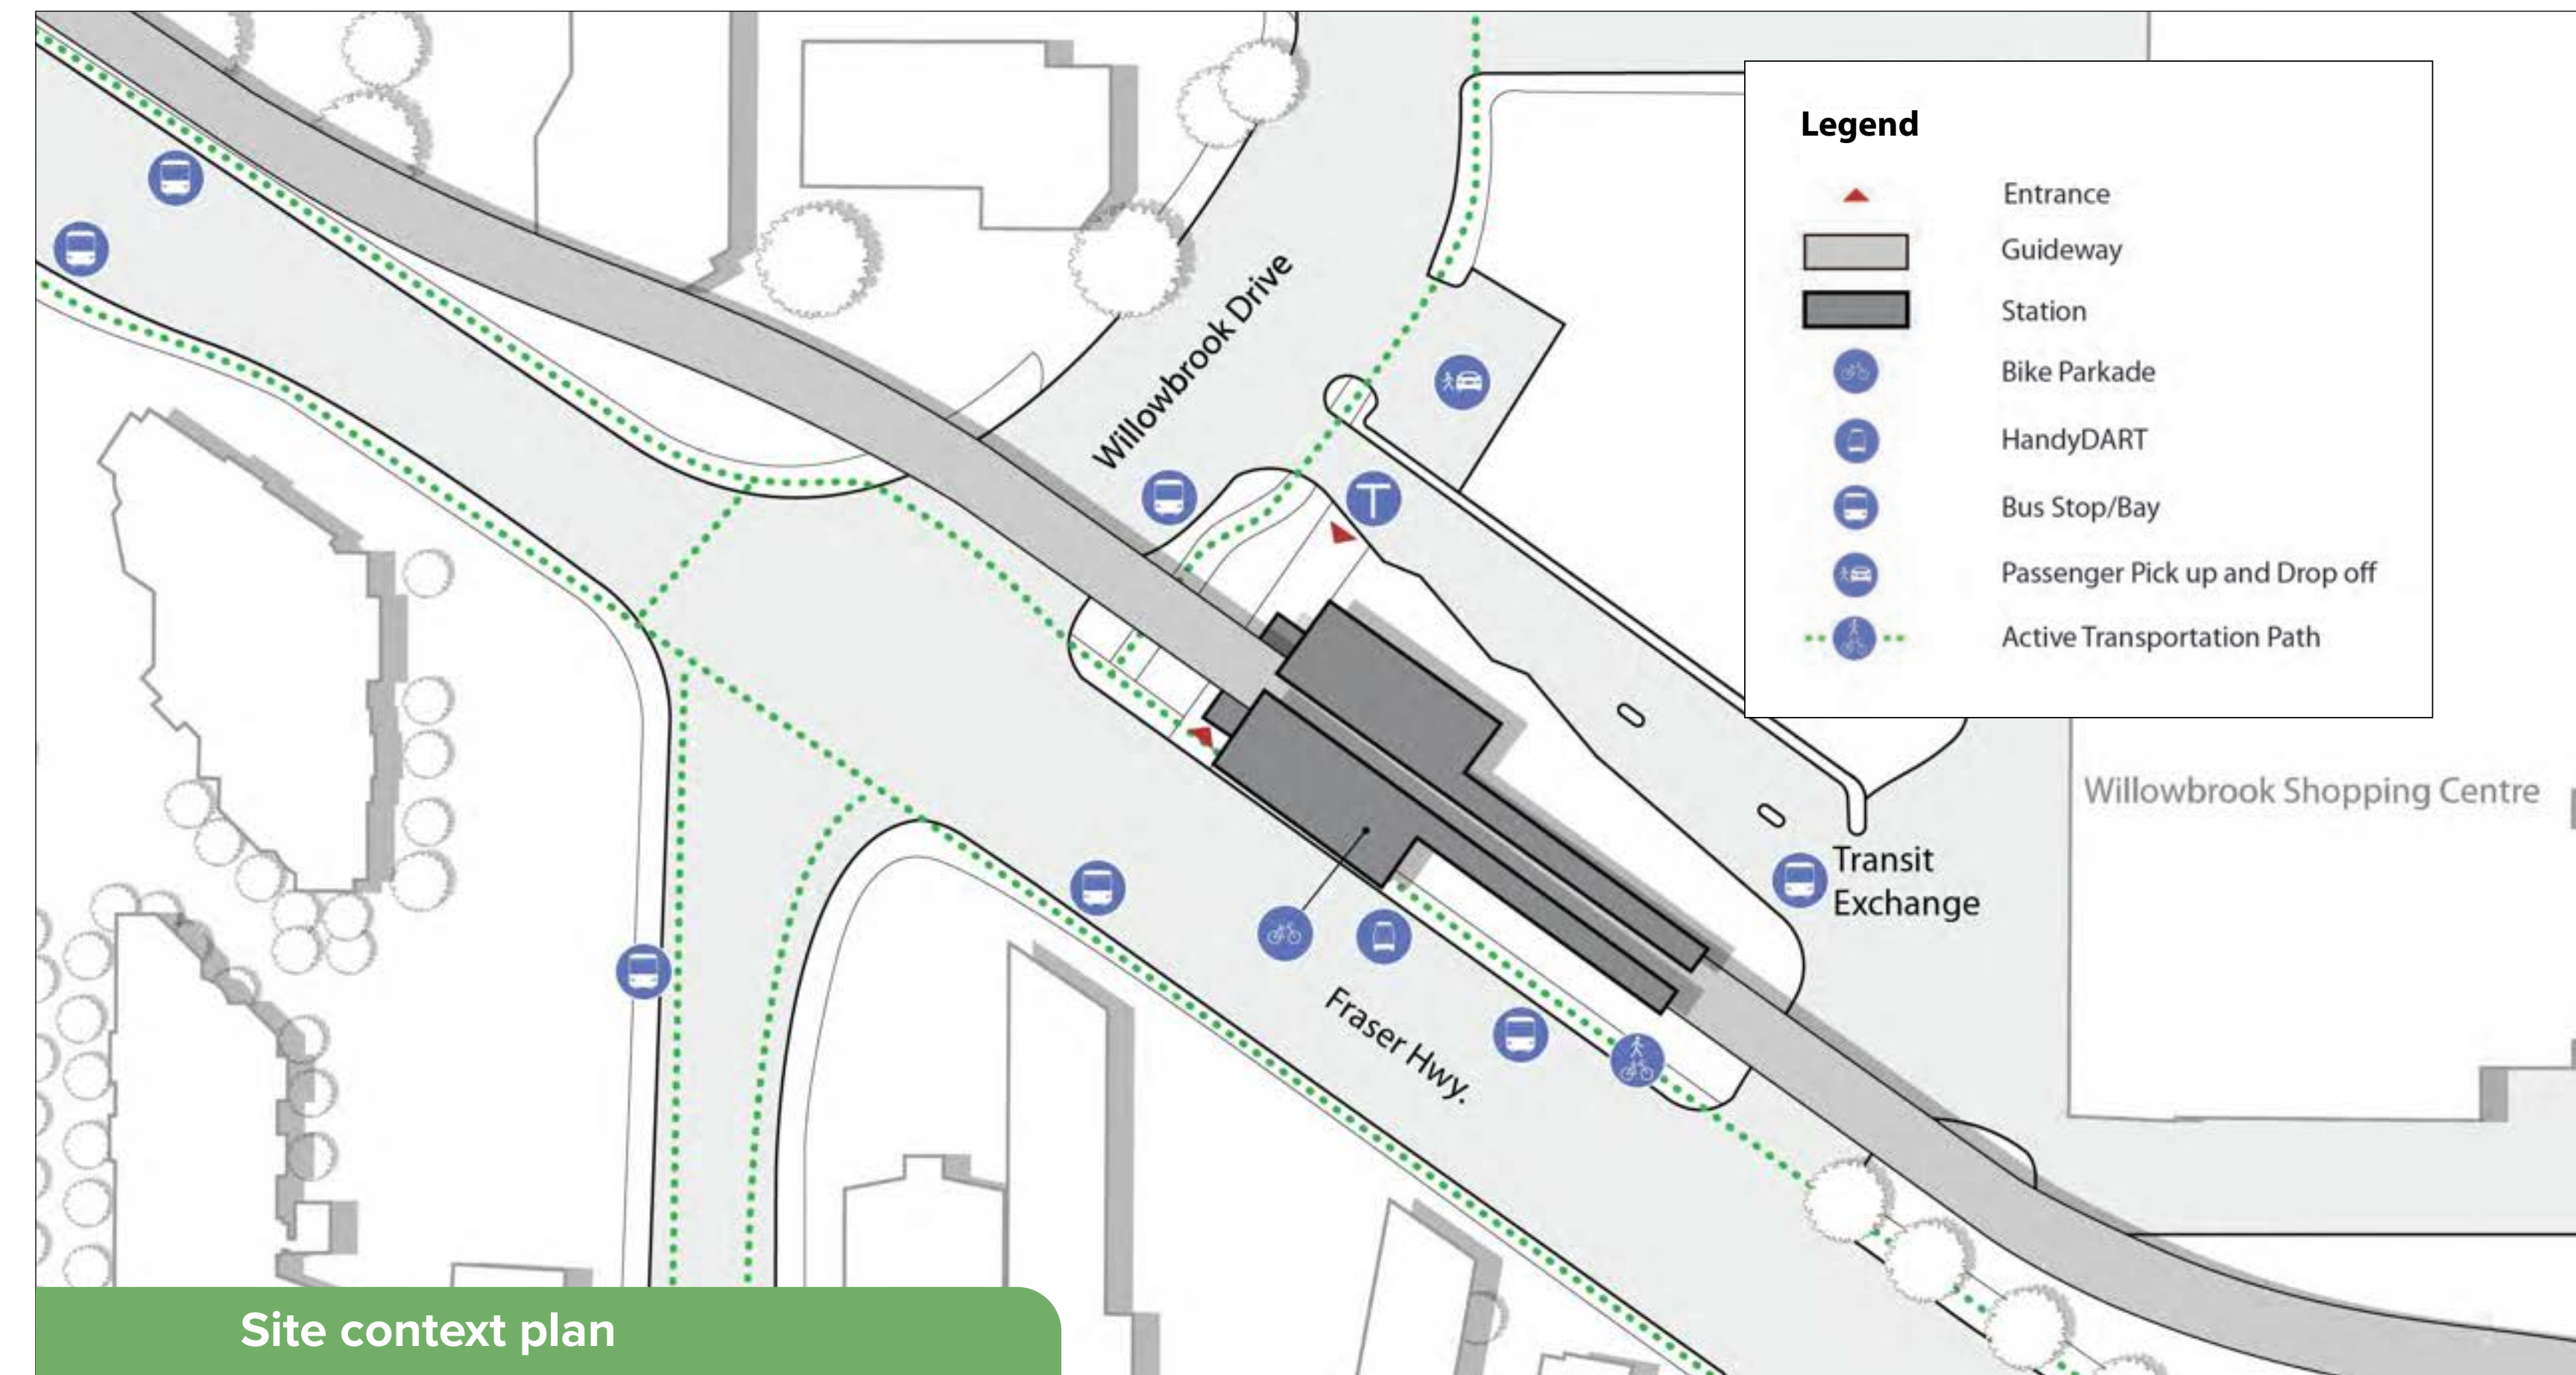 Legend
Entrance
Guideway
Station
Bike Parkade
HandyDART
Bus Stop/Bay
Passenger Pick up and Drop off
Active Transportation Path
Willowbrook Drive
T
Willowbrook Shopping Centre
Transit
Exchange
Fraser Hwy.
Site context plan